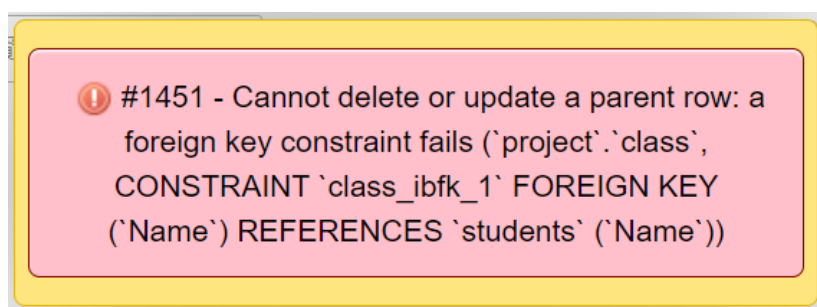 #1451 - Cannot delete or update a parent row: a
foreign key constraint fails (`project`.`class`,
CONSTRAINT `class_ibfk_1` FOREIGN KEY
(`Name`) REFERENCES `students` (`Name`))